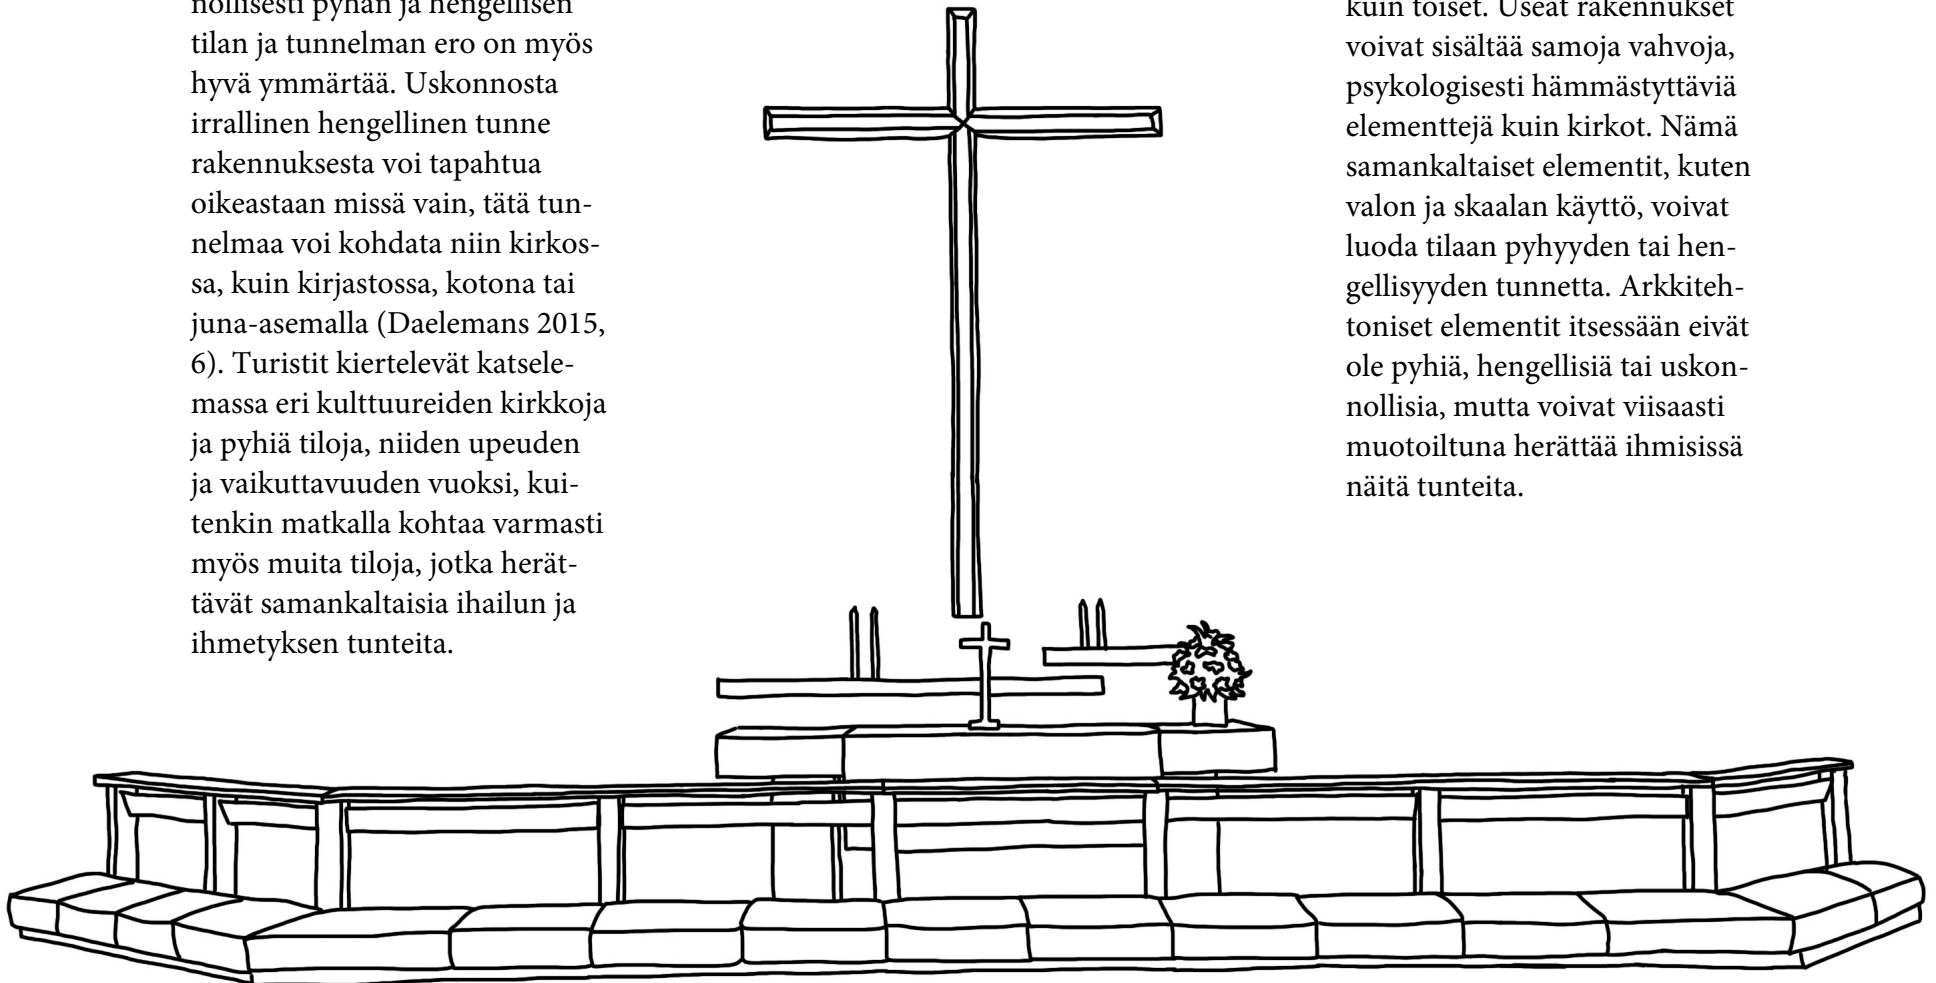 nollisesti pyhän ja hengellisen
tilan ja tunnelman ero on myös
hyvä ymmärtää. Uskonnosta
irrallinen hengellinen tunne
rakennuksesta voi tapahtua
oikeastaan missä vain, tätä tun-
nelmaa voi kohdata niin kirkos-
sa, kuin kirjastossa, kotona tai
juna-asemalla (Daelemans 2015,
6). Turistit kiertelevät katsele-
massa eri kulttuureiden kirkkoja
ja pyhiä tiloja, niiden upeuden
ja vaikuttavuuden vuoksi, kui-
tenkin matkalla kohtaa varmasti
myös muita tiloja, jotka herät-
tävät samankaltaisia ihailun ja
ihmetyksen tunteita.
kuin toiset. Useat rakennukset
voivat sisältää samoja vahvoja,
psykologisesti hämmästyttäviä
elementtejä kuin kirkot. Nämä
samankaltaiset elementit, kuten
valon ja skaalan käyttö, voivat
luoda tilaan pyhyyden tai hen-
gellisyyden tunnetta. Arkkiteh-
toniset elementit itsessään eivät
ole pyhiä, hengellisiä tai uskon-
nollisia, mutta voivat viisaasti
muotoiltuna herättää ihmisissä
näitä tunteita.